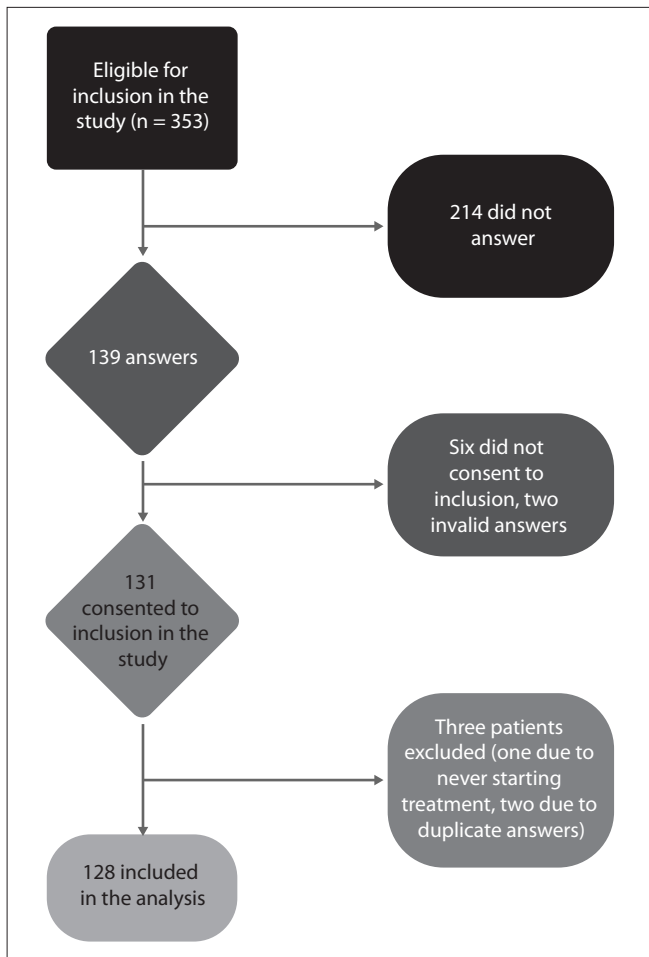 Eligible for
inclusion in the
study (n = 353)
214 did not
answer
139 answers
Six did not
consent to
inclusion, two
invalid answers
131
consented to
inclusion in the
study
Three patients
excluded (one due to
never starting
treatment, two due to
duplicate answers)
128 included
in the analysis